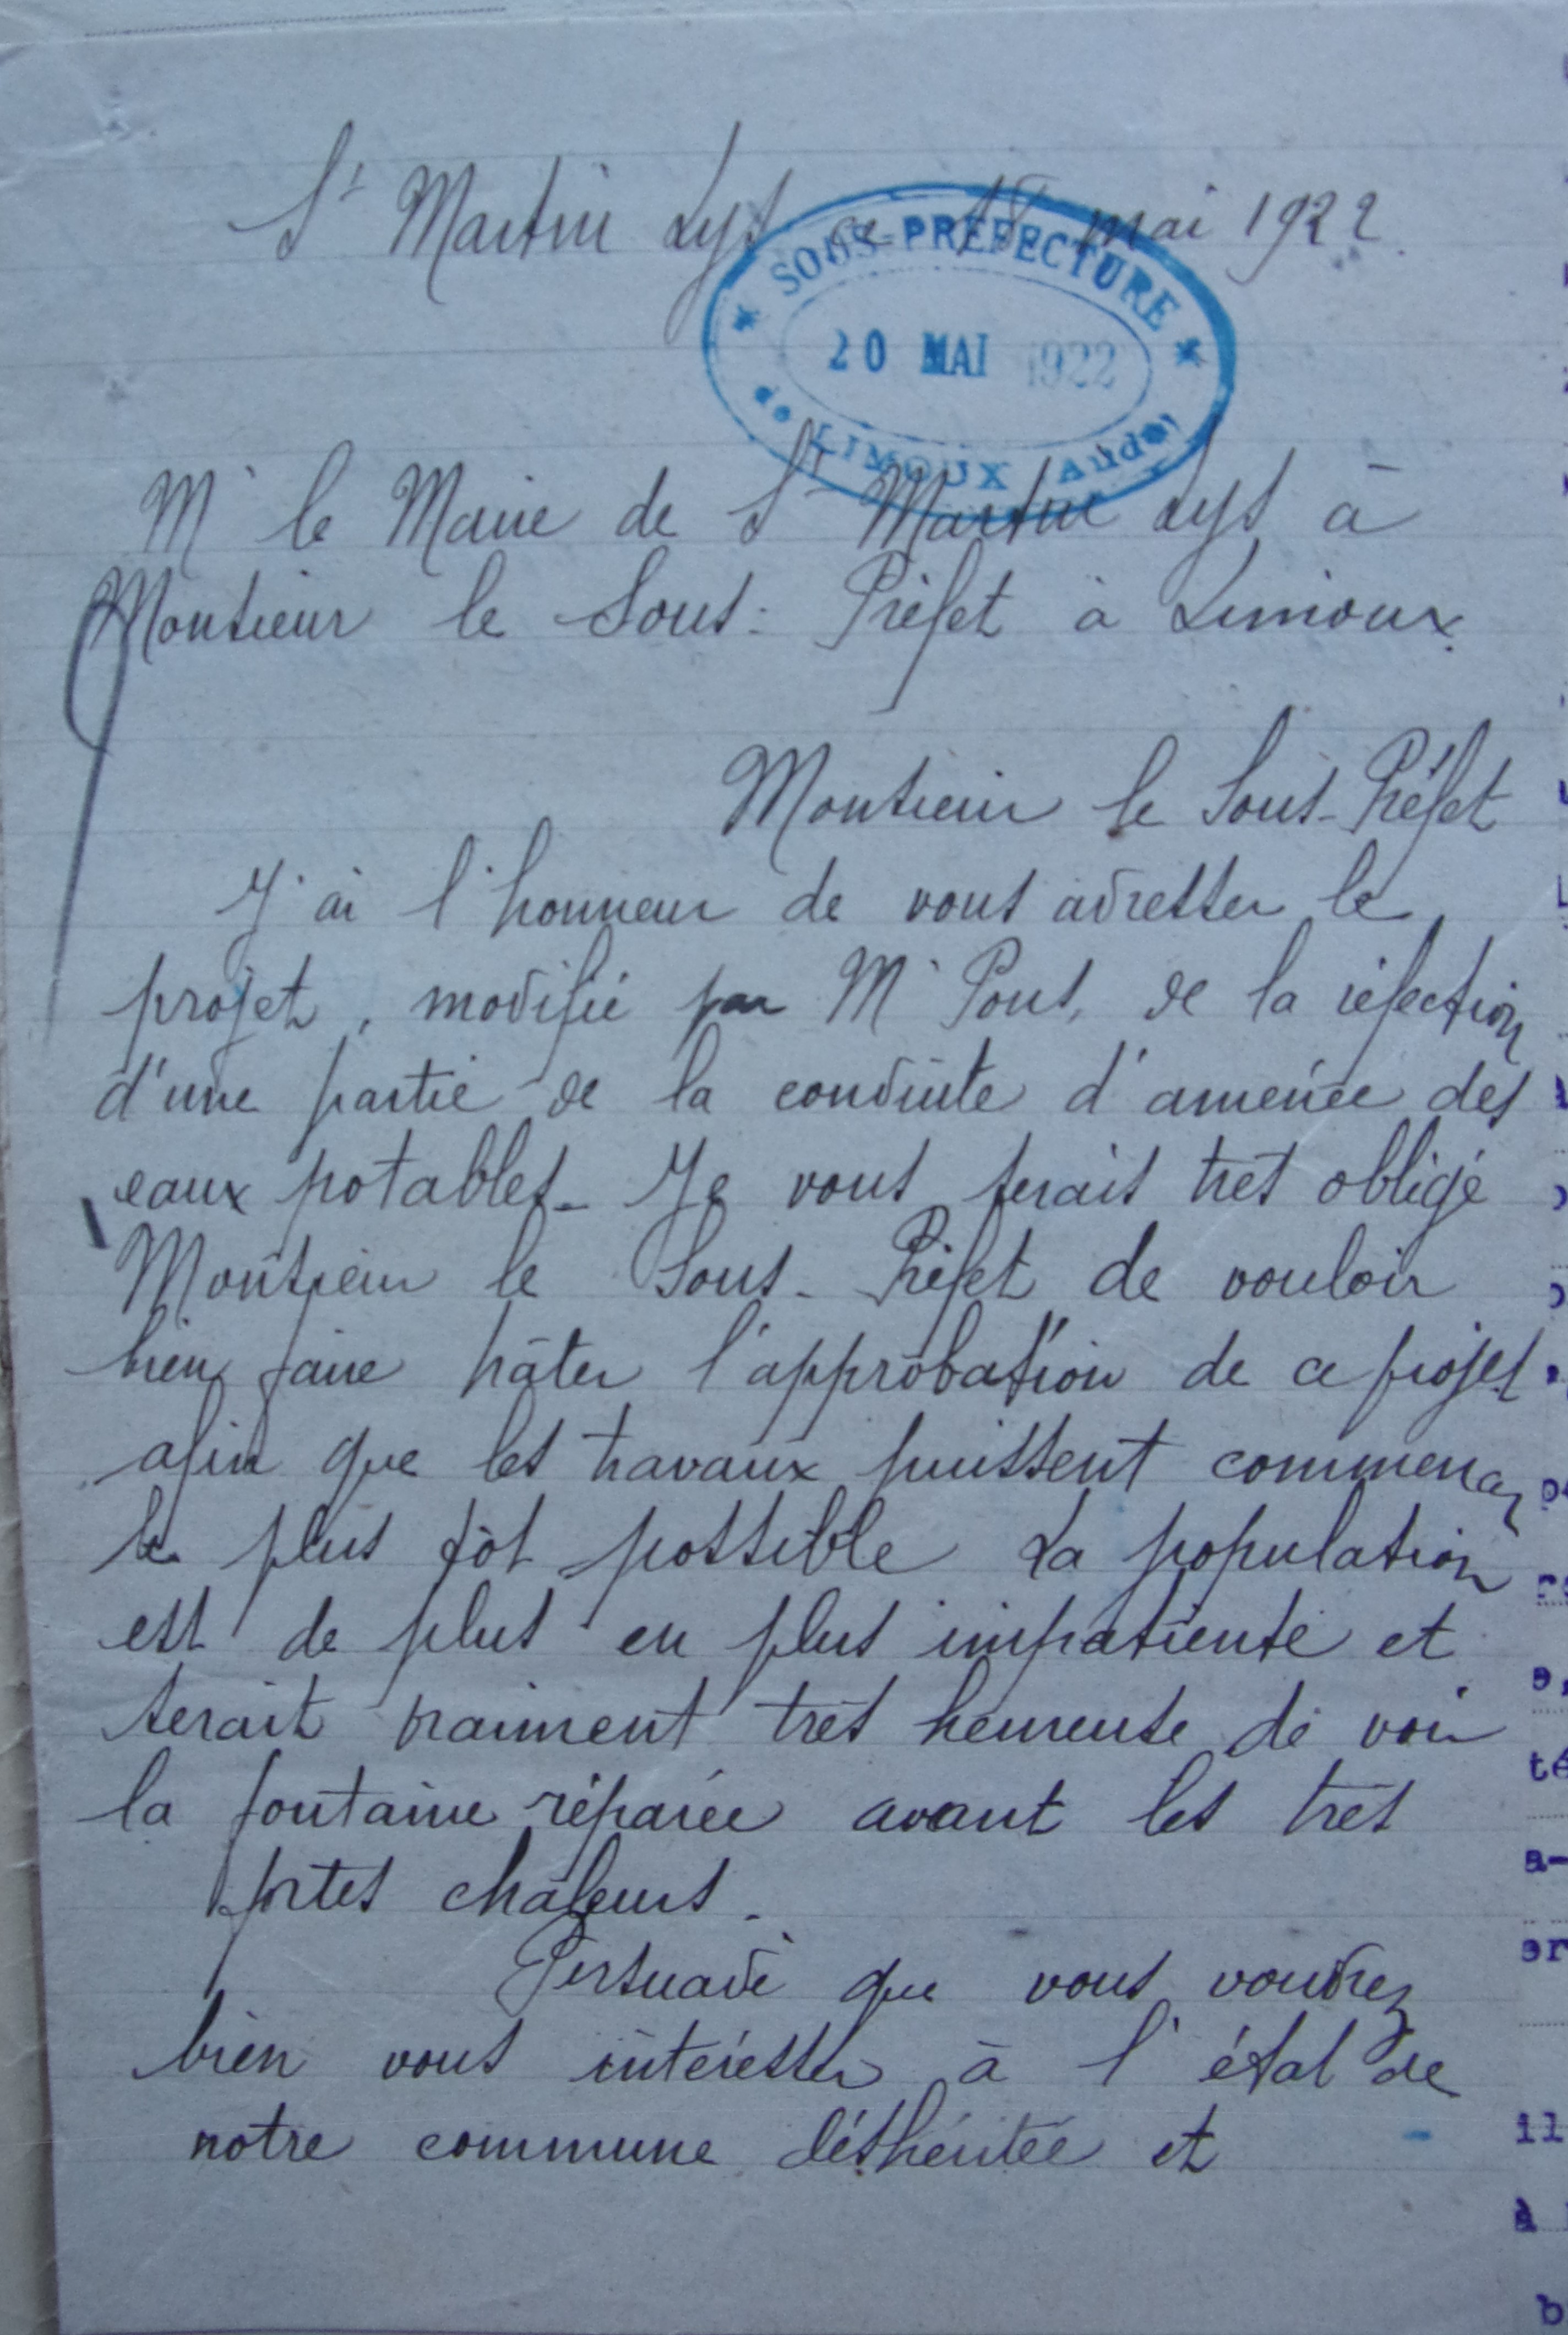 St Martin Lys ce 18 mai 1922
* SOUS-PRÉFECTURE *
20 MAI 1922
de LIMOUX (Aude)
Mr le Maire de St Martin Lys à
Monsieur le Sous-Préfet à Limoux.
Monsieur le Sous-Préfet
J'ai l'honneur de vous adresser le
projet, modifié par Mr Pous, de la réfection
d'une partie de la conduite d'amenée des
eaux potables - Je vous serais très obligé
Monsieur le Sous-Préfet de vouloir
bien faire hâter l'approbation de ce projet
afin que les travaux puissent commencer
le plus tôt possible La population
est de plus en plus impatiente et
serait vraiment très heureuse de voir
la fontaine réparée avant les très
fortes chaleurs.
Persuadé que vous voudrez
bien vous intéresser à l'état de
notre commune déshéritée et